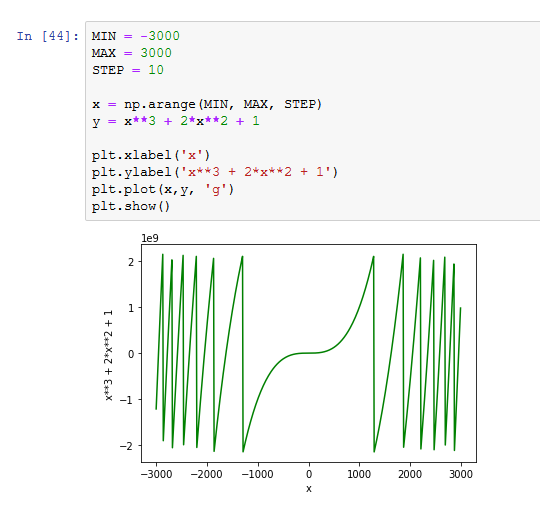 In [44]: MIN = -3000
MAX = 3000
STEP = 10
x = np.arange(MIN, MAX, STEP)
y = x**3 + 2*x**2 + 1
plt.xlabel('x')
plt.ylabel('x**3 + 2*x**2 + 1')
plt.plot(x,y, 'g')
plt.show()
1e9
2
1
0
−1
−2
x**3 + 2*x**2 + 1
−3000 −2000 −1000 0 1000 2000 3000
x